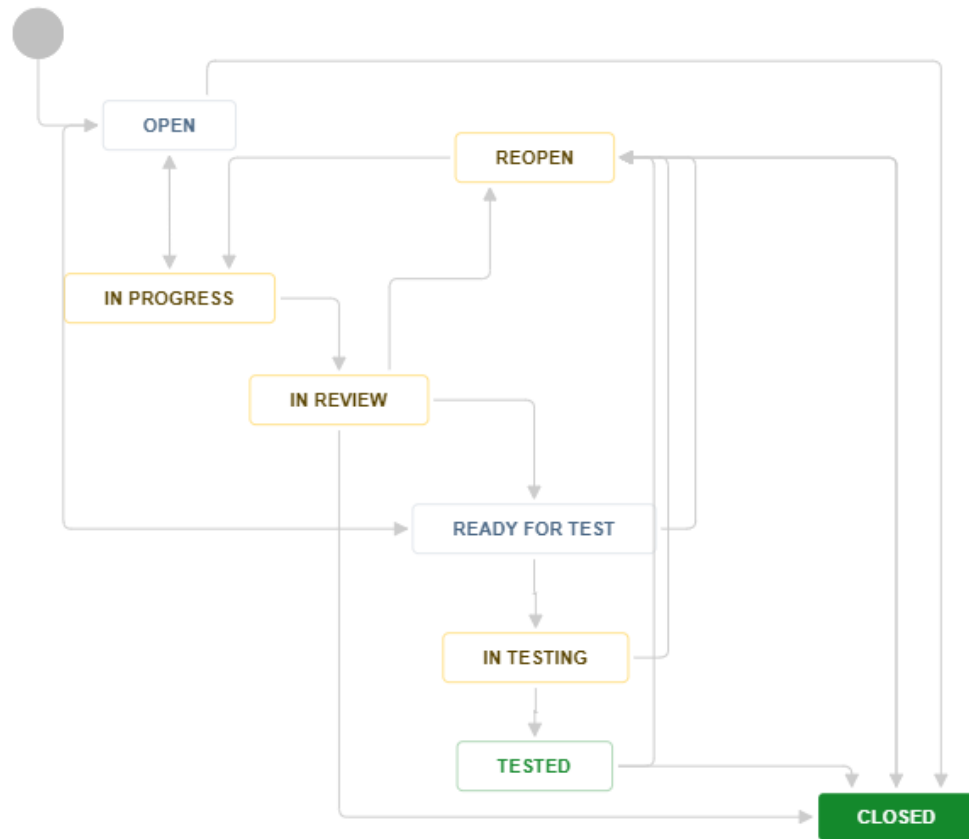 OPEN
REOPEN
IN PROGRESS
IN REVIEW
READY FOR TEST
IN TESTING
TESTED
CLOSED